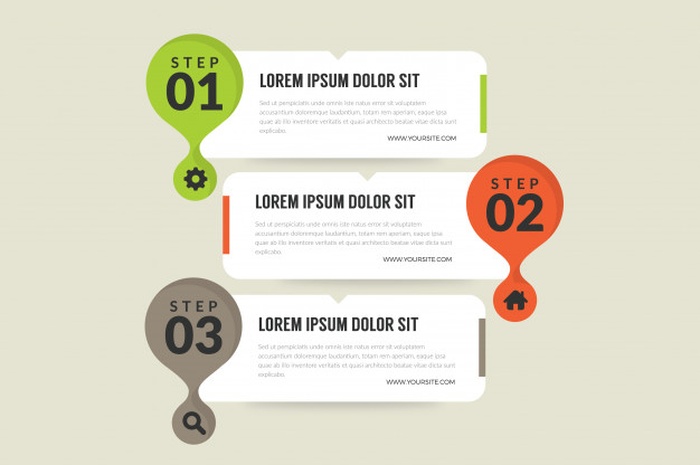 STEP
01
LOREM IPSUM DOLOR SIT
Sed ut perspiciatis unde omnis iste natus error sit voluptatem
accusantium doloremque laudantium, totam rem aperiam, eaque ipsa
quae ab illo inventore veritatis et quasi architecto beatae vitae dicta sunt
explicabo.
WWW.YOURSITE.COM
STEP
02
LOREM IPSUM DOLOR SIT
Sed ut perspiciatis unde omnis iste natus error sit voluptatem
accusantium doloremque laudantium, totam rem aperiam, eaque ipsa
quae ab illo inventore veritatis et quasi architecto beatae vitae dicta sunt
explicabo.
WWW.YOURSITE.COM
STEP
03
LOREM IPSUM DOLOR SIT
Sed ut perspiciatis unde omnis iste natus error sit voluptatem
accusantium doloremque laudantium, totam rem aperiam, eaque ipsa
quae ab illo inventore veritatis et quasi architecto beatae vitae dicta sunt
explicabo.
WWW.YOURSITE.COM